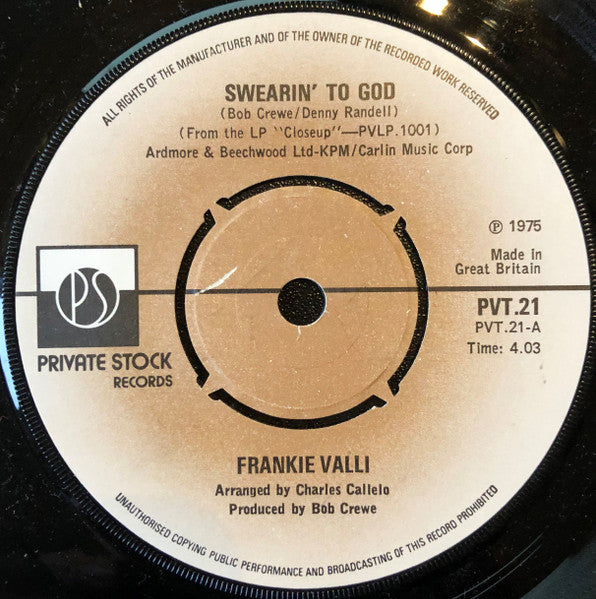 ALL RIGHTS OF THE MANUFACTURER AND OF THE OWNER OF THE RECORDED WORK RESERVED
SWEARIN' TO GOD
(Bob Crewe/Denny Randell)
(From the LP "Closeup"—PVLP.1001)
Ardmore & Beechwood Ltd-KPM/Carlin Music Corp
℗ 1975
Made in
Great Britain
PS
PRIVATE STOCK
RECORDS
PVT.21
PVT.21-A
Time: 4.03
FRANKIE VALLI
Arranged by Charles Callelo
Produced by Bob Crewe
UNAUTHORISED COPYING PUBLIC PERFORMANCE AND BROADCASTING OF THIS RECORD PROHIBITED